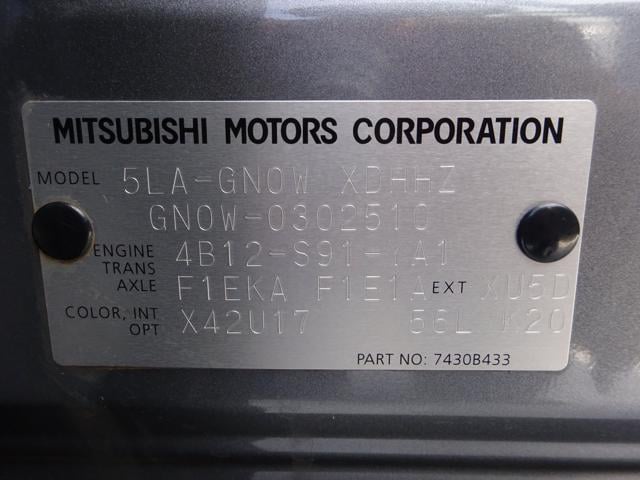 MITSUBISHI MOTORS CORPORATION
MODEL 5LA-GN0W XDHHZ
GN0W-0302510
ENGINE 4B12-S91-YA1
TRANS AXLE F1EKA F1E1A EXT XU5D
COLOR, INT OPT X42U17 56L K20
PART NO: 7430B433